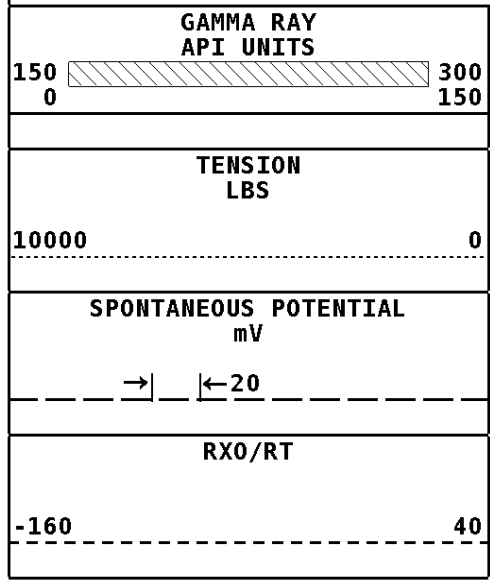 GAMMA RAY
API UNITS
150 300
0 150
TENSION
LBS
10000 0
SPONTANEOUS POTENTIAL
mV
→| |←20
RXO/RT
-160 40